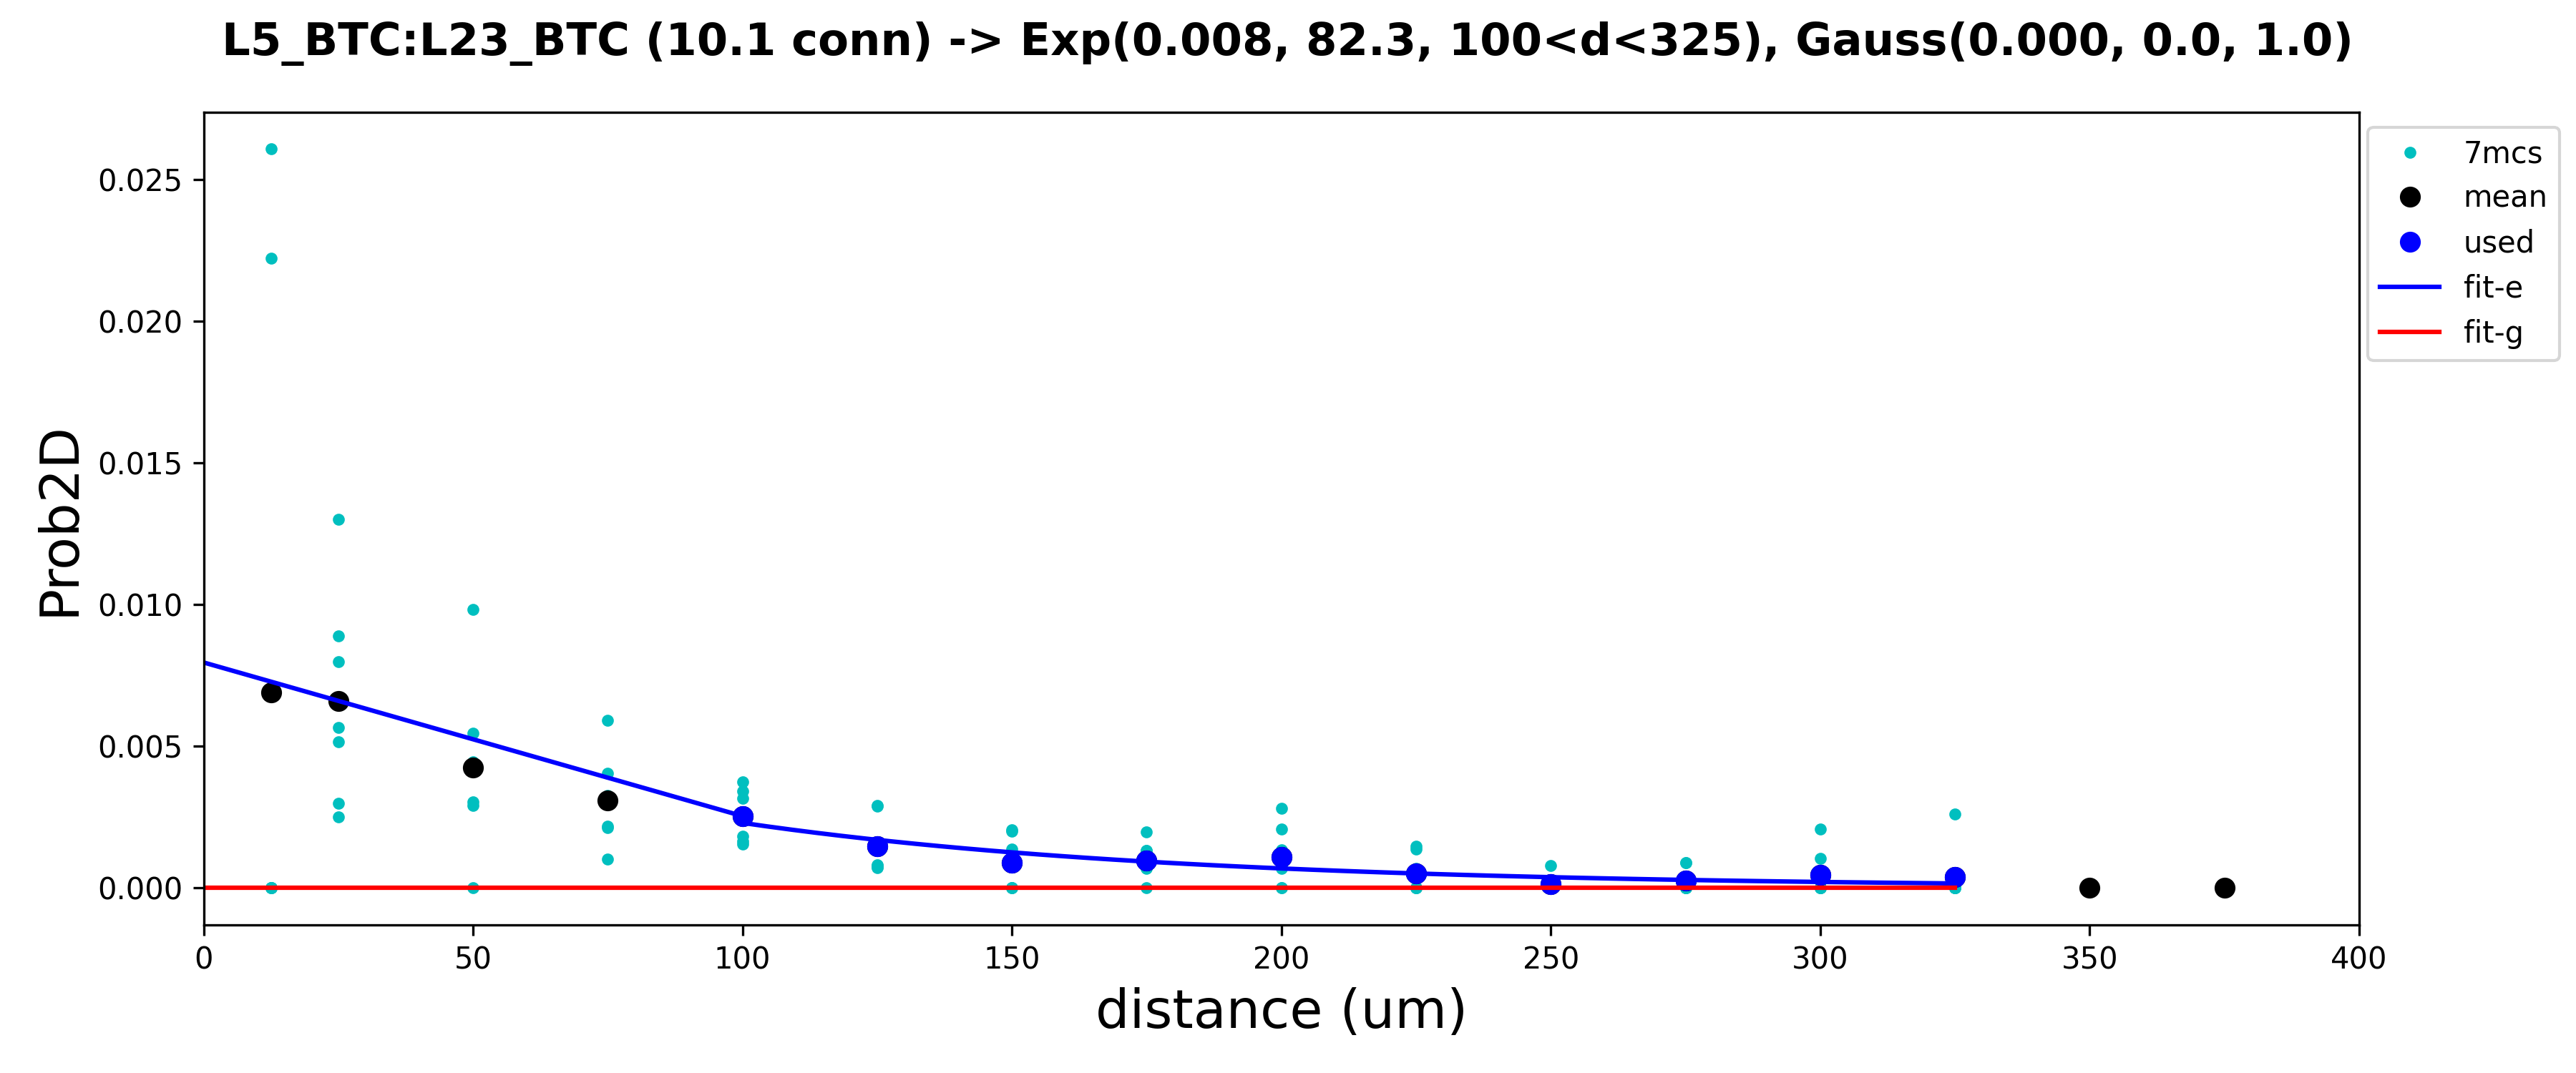 L5_BTC:L23_BTC (10.1 conn) -> Exp(0.008, 82.3, 100<d<325), Gauss(0.000, 0.0, 1.0)
Prob2D
0.025
0.020
0.015
0.010
0.005
0.000
0 50 100 150 200 250 300 350 400
distance (um)
7mcs
mean
used
fit-e
fit-g